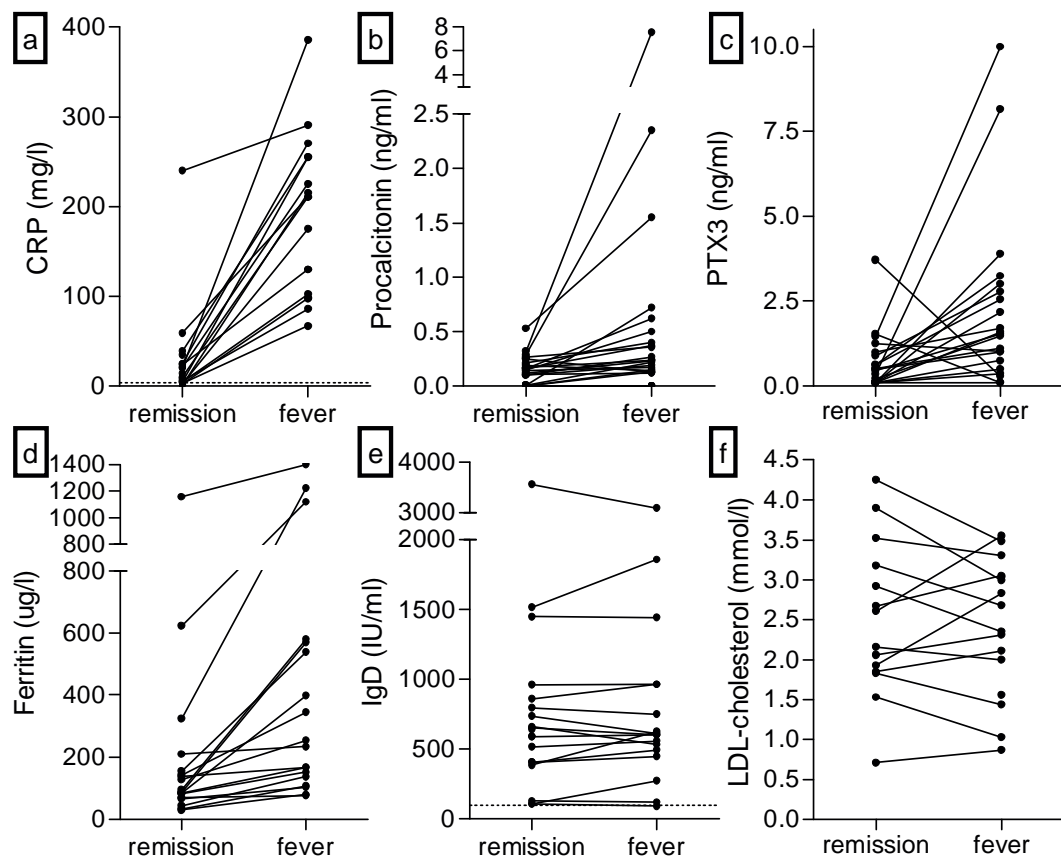 a
CRP (mg/l)
400
300
200
100
0
remission fever
b
Procalcitonin (ng/ml)
8
6
4
2.5
2.0
1.5
1.0
0.5
0.0
remission fever
c
PTX3 (ng/ml)
10.0
7.5
5.0
2.5
0.0
remission fever
d
Ferritin (ug/l)
1400
1200
1000
800
800
600
400
200
0
remission fever
e
IgD (IU/ml)
4000
3000
2000
1500
1000
500
0
remission fever
f
LDL-cholesterol (mmol/l)
4.5
4.0
3.5
3.0
2.5
2.0
1.5
1.0
0.5
0.0
remission fever